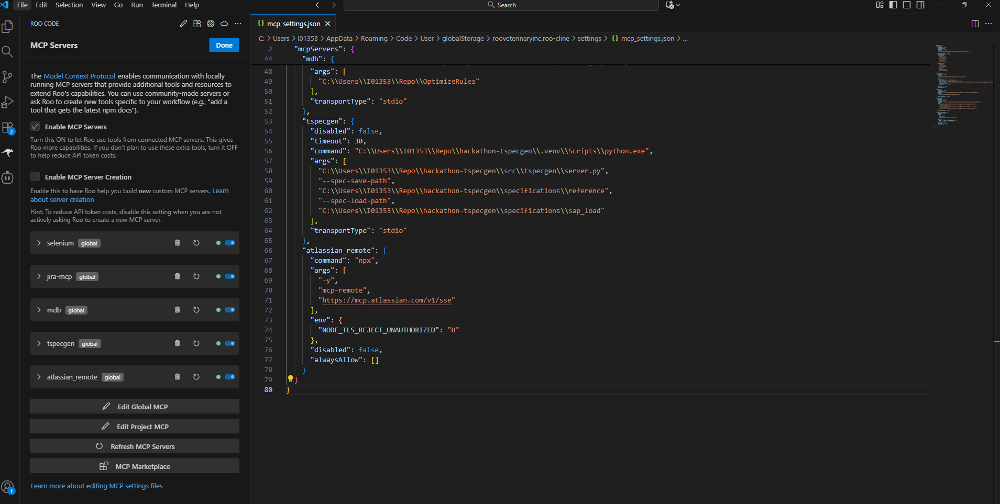 File Edit Selection View Go Run Terminal Help
Search
ROO CODE
MCP Servers
Done
The Model Context Protocol enables communication with locally
running MCP servers that provide additional tools and resources to
extend Roo's capabilities. You can use community-made servers or
ask Roo to create new tools specific to your workflow (e.g., "add a
tool that gets the latest npm docs").
Enable MCP Servers
Turn this ON to let Roo use tools from connected MCP servers. This gives
Roo more capabilities. If you don't plan to use these extra tools, turn it OFF
to help reduce API token costs.
Enable MCP Server Creation
Enable this to have Roo help you build new custom MCP servers. Learn
about server creation
Hint: To reduce API token costs, disable this setting when you are not
actively asking Roo to create a new MCP server.
selenium global
jira-mcp global
mdb global
tspecgen global
atlassian_remote global
Edit Global MCP
Edit Project MCP
Refresh MCP Servers
MCP Marketplace
Learn more about editing MCP settings files
2
1
{} mcp_settings.json
C: > Users > I01353 > AppData > Roaming > Code > User > globalStorage > rooveterinaryinc.roo-cline > settings > {} mcp_settings.json > ...
2 "mcpServers": {
44 "mdb": {
48 "args": [
49 "C:\\Users\\I01353\\Repo\\OptimizeRules"
50 ],
51 "transportType": "stdio"
52 },
53 "tspecgen": {
54 "disabled": false,
55 "timeout": 30,
56 "command": "C:\\Users\\I01353\\Repo\\hackathon-tspecgen\\.venv\\Scripts\\python.exe",
57 "args": [
58 "C:\\Users\\I01353\\Repo\\hackathon-tspecgen\\src\\tspecgen\\server.py",
59 "--spec-save-path",
60 "C:\\Users\\I01353\\Repo\\hackathon-tspecgen\\specifications\\reference",
61 "--spec-load-path",
62 "C:\\Users\\I01353\\Repo\\hackathon-tspecgen\\specifications\\sap_load"
63 ],
64 "transportType": "stdio"
65 },
66 "atlassian_remote": {
67 "command": "npx",
68 "args": [
69 "-y",
70 "mcp-remote",
71 "https://mcp.atlassian.com/v1/sse"
72 ],
73 "env": {
74 "NODE_TLS_REJECT_UNAUTHORIZED": "0"
75 },
76 "disabled": false,
77 "alwaysAllow": []
78 }
79 }
80 }